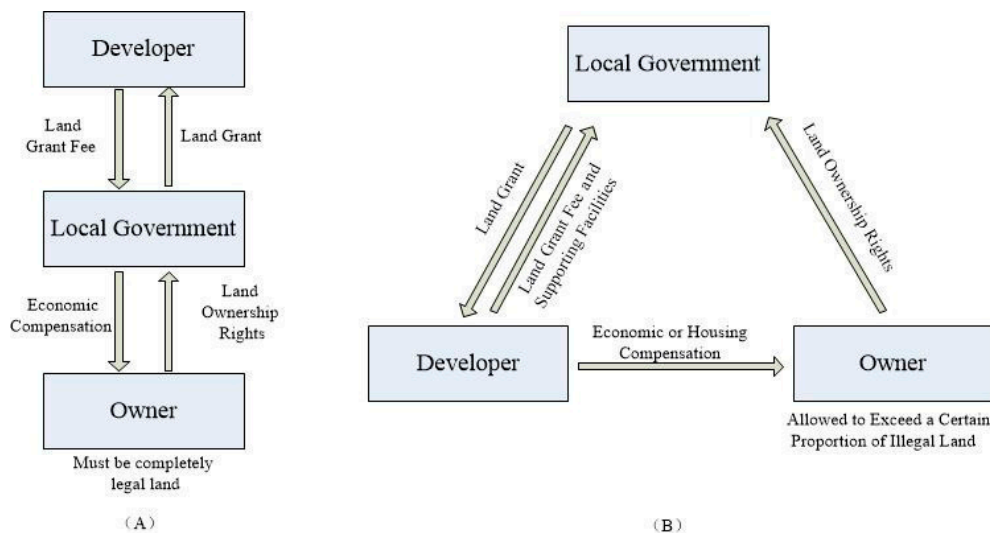 Developer
Land
Grant Fee
Land Grant
Local Government
Economic
Compensation
Land
Ownership
Rights
Owner
Must be completely
legal land
（A）
Local Government
Land Grant
Land Grant Fee and
Supporting Facilities
Land Ownership Rights
Developer
Economic or Housing
Compensation
Owner
Allowed to Exceed a Certain
Proportion of Illegal Land
（B）